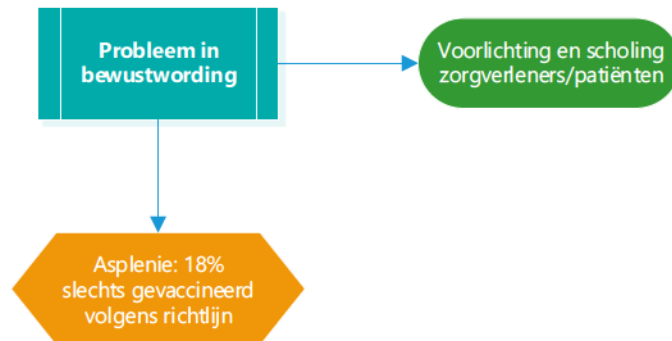 Probleem in
bewustwording
Voorlichting en scholing
zorgverleners/patiënten
Asplenie: 18%
slechts gevaccineerd
volgens richtlijn